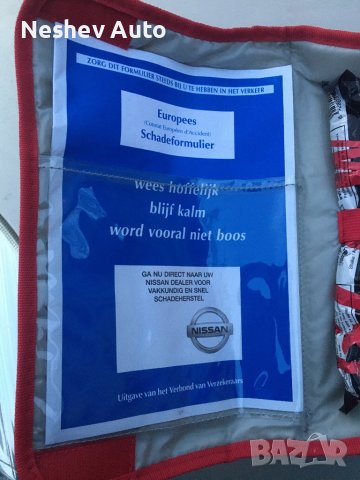 Neshev Auto
ZORG DIT FORMULIER STEEDS BIJ U TE HEBBEN IN HET VERKEER
Europees
(Constat Européen d'Accident)
Schadeformulier
wees hoffelijk
blijf kalm
word vooral niet boos
GA NU DIRECT NAAR UW
NISSAN DEALER VOOR
VAKKUNDIG EN SNEL
SCHADEHERSTEL
NISSAN
Uitgave van het Verbond van Verzekeraars
BAZAR